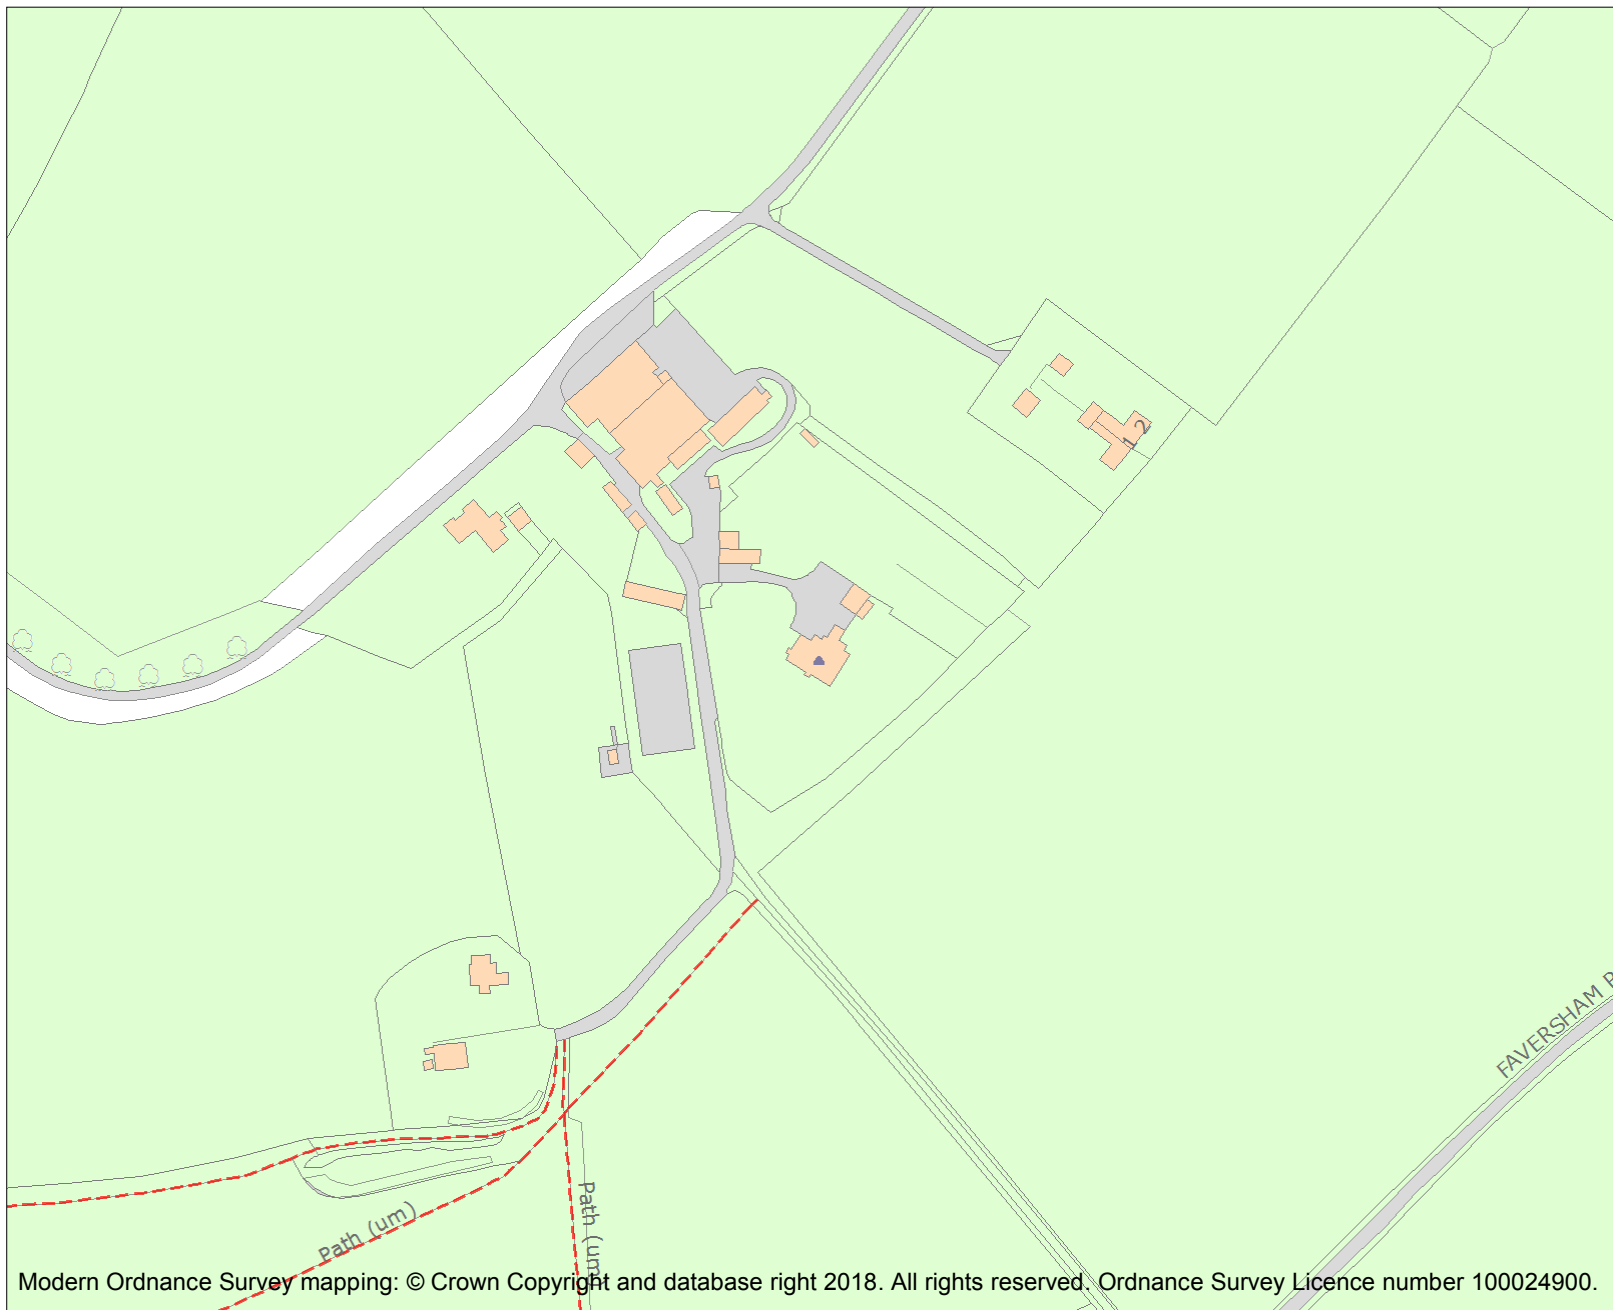 1 2
FAVERSHAM R
Path (um)
Path (um)
Modern Ordnance Survey mapping: © Crown Copyright and database right 2018. All rights reserved. Ordnance Survey Licence number 100024900.